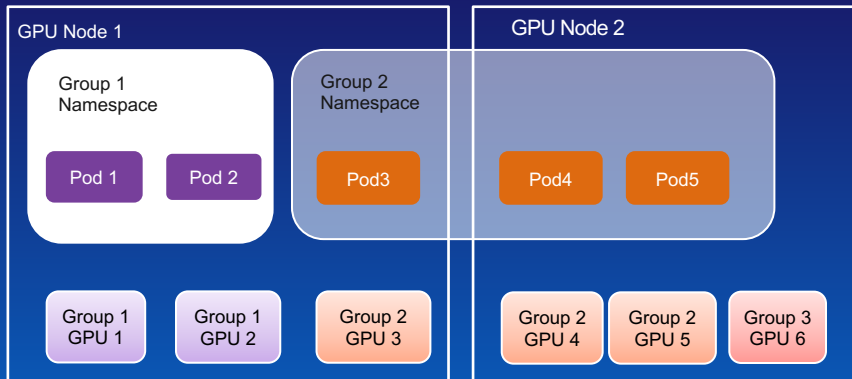 GPU Node 1
GPU Node 2
Group 1
Namespace
Group 2
Namespace
Pod 1
Pod 2
Pod3
Pod4
Pod5
Group 1
GPU 1
Group 1
GPU 2
Group 2
GPU 3
Group 2
GPU 4
Group 2
GPU 5
Group 3
GPU 6